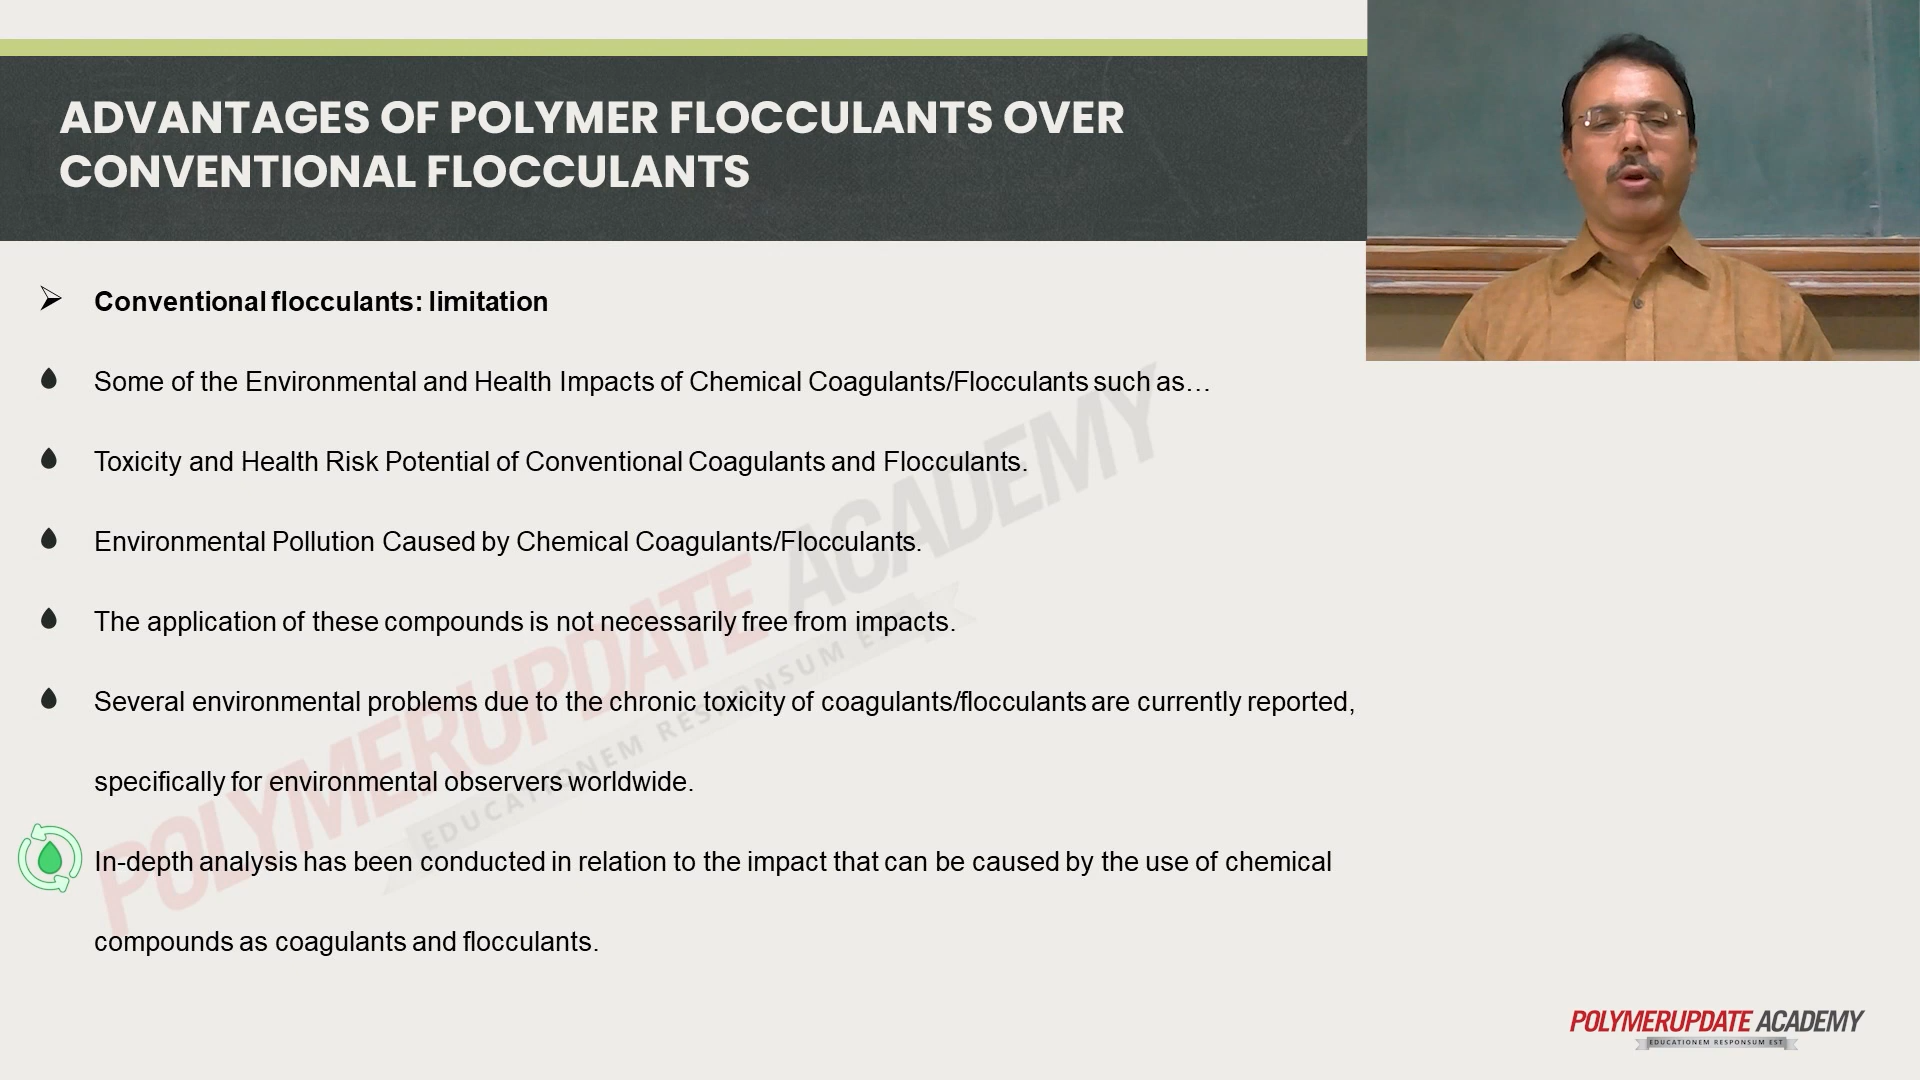 ADVANTAGES OF POLYMER FLOCCULANTS OVER
CONVENTIONAL FLOCCULANTS
Conventional flocculants: limitation
Some of the Environmental and Health Impacts of Chemical Coagulants/Flocculants such as…
Toxicity and Health Risk Potential of Conventional Coagulants and Flocculants.
Environmental Pollution Caused by Chemical Coagulants/Flocculants.
The application of these compounds is not necessarily free from impacts.
Several environmental problems due to the chronic toxicity of coagulants/flocculants are currently reported,
specifically for environmental observers worldwide.
In-depth analysis has been conducted in relation to the impact that can be caused by the use of chemical
compounds as coagulants and flocculants.
POLYMERUPDATE ACADEMY
EDUCATIONEM RESPONSUM EST
POLYMERUPDATE ACADEMY
EDUCATIONEM RESPONSUM EST